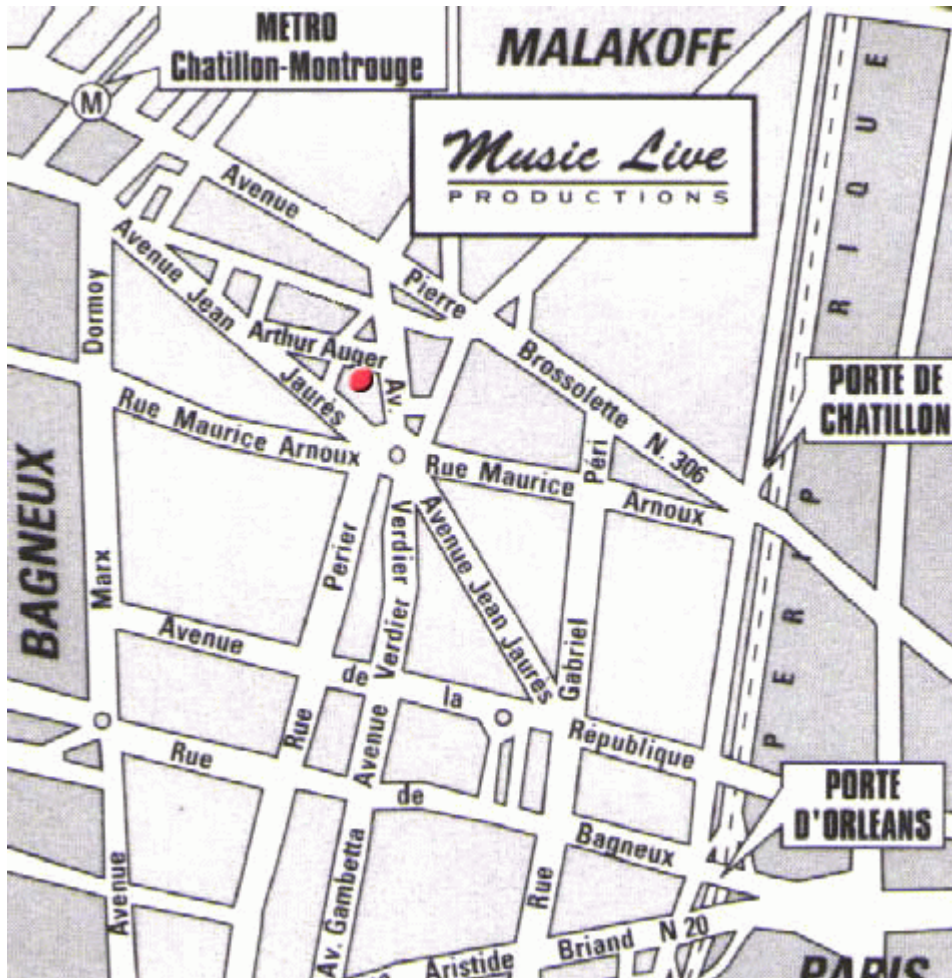 METRO
Chatillon-Montrouge
M
MALAKOFF
Music Live
PRODUCTIONS
PERIPHERIQUE
Avenue
Pierre
Brossolette N. 306
PORTE DE
CHATILLON
Avenue Jean
Jaurès
Arthur Auger
Av.
Dormoy
Rue Maurice Arnoux
Rue Maurice
Arnoux
Péri
BAGNEUX
Marx
Perier
Verdier
Verdier
Avenue Jean Jaures
Gabriel
Avenue
de
la
République
Rue
Rue
Avenue
de
Bagneux
PORTE
D'ORLEANS
Avenue
Av. Gambetta
Rue
Aristide Briand N 20
PARIS